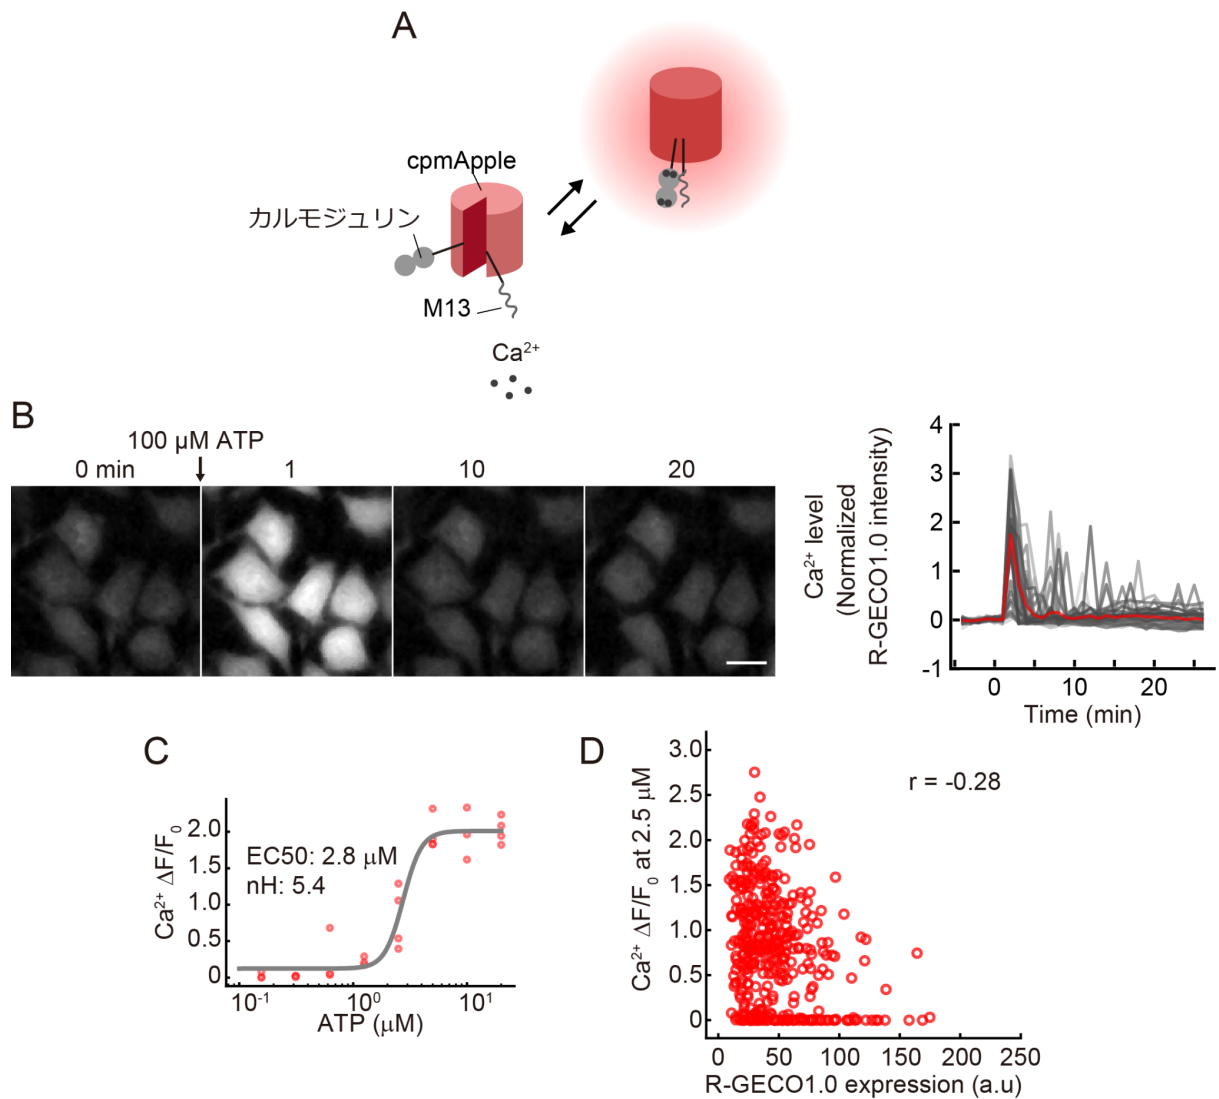 A
cpmApple
カルモジュリン
M13
Ca²⁺
B
100 µM ATP
0 min
1
10
20
Ca²⁺ level
(Normalized
R-GECO1.0 intensity)
4
3
2
1
0
-1
0
10
20
Time (min)
C
Ca²⁺ ΔF/F₀
2.0
1.5
1.0
0.5
0
EC50: 2.8 µM
nH: 5.4
10⁻¹
10⁰
10¹
ATP (µM)
D
Ca²⁺ ΔF/F₀ at 2.5 µM
3.0
2.5
2.0
1.5
1.0
0.5
0
r = -0.28
0
50
100
150
200
250
R-GECO1.0 expression (a.u)